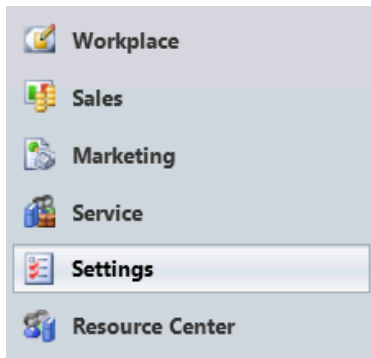 Workplace
Sales
Marketing
Service
Settings
Resource Center